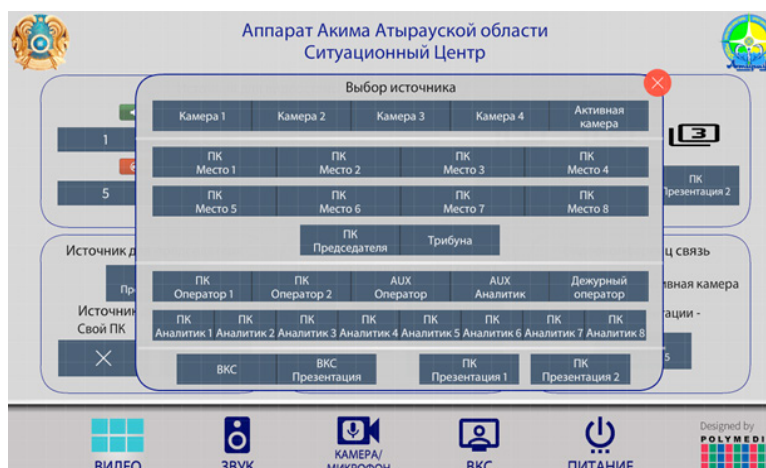 Аппарат Акима Атырауской области
Ситуационный Центр
Выбор источника
Камера 1 Камера 2 Камера 3 Камера 4 Активная камера
1
3
ПК Место 1 ПК Место 2 ПК Место 3 ПК Место 4
5
ПК Место 5 ПК Место 6 ПК Место 7 ПК Место 8
ПК
Презентация 2
ПК Председателя Трибуна
Источник д
ц связь
ПК Оператор 1 ПК Оператор 2 AUX Оператор AUX Аналитик Дежурный оператор
Пр
вная камера
Источник
Свой ПК
ПК Аналитик 1 ПК Аналитик 2 ПК Аналитик 3 ПК Аналитик 4 ПК Аналитик 5 ПК Аналитик 6 ПК Аналитик 7 ПК Аналитик 8
тации -
ВКС ВКС Презентация ПК Презентация 1 ПК Презентация 2
5
ВИДЕО ЗВУК КАМЕРА/ МИКРОФОН ВКС ПИТАНИЕ
Designed by
POLYMEDI